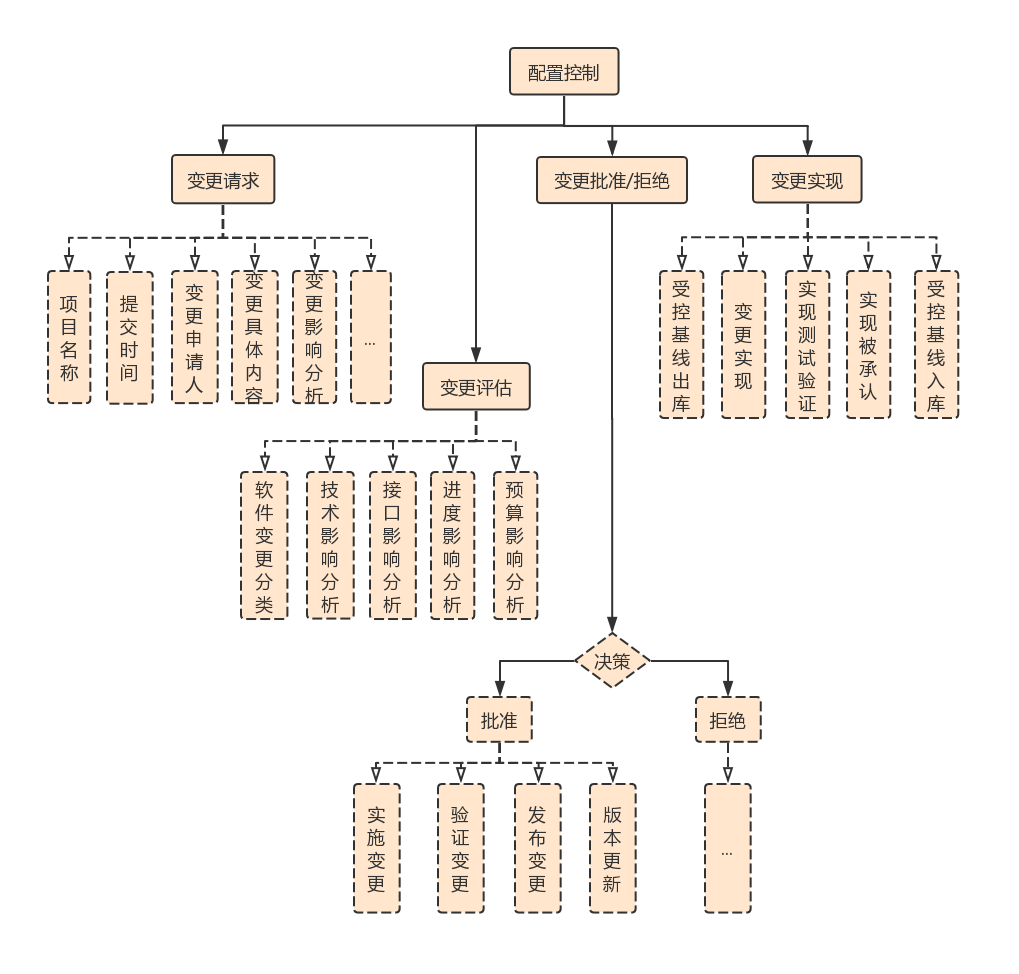 配置控制
变更请求
变更批准/拒绝
变更实现
项目名称
提交时间
变更申请人
变更具体内容
变更影响分析
...
受控基线出库
变更实现
实现测试验证
实现被承认
受控基线入库
变更评估
软件变更分类
技术影响分析
接口影响分析
进度影响分析
预算影响分析
决策
批准
拒绝
实施变更
验证变更
发布变更
版本更新
...